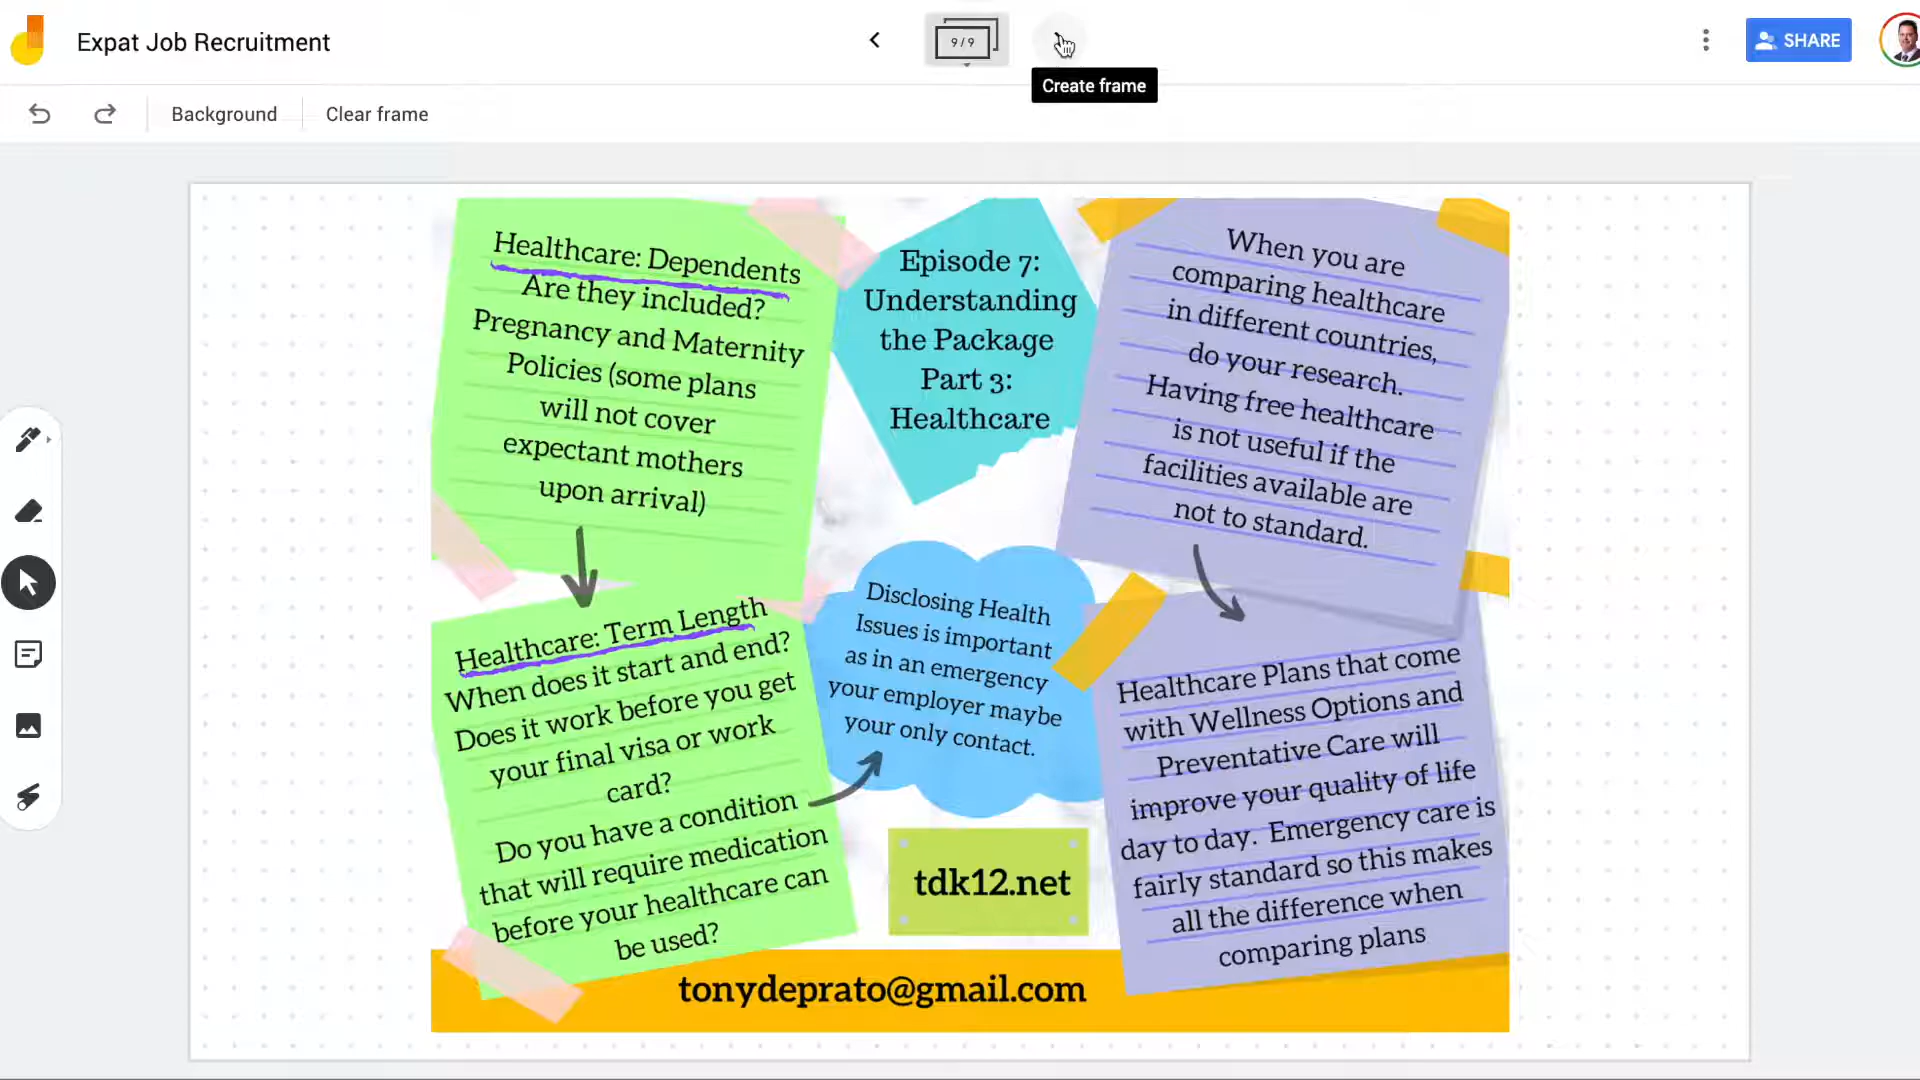 Expat Job Recruitment
9/9
SHARE
Create frame
Background
Clear frame
Healthcare: Dependents
Are they included?
Pregnancy and Maternity
Policies (some plans
will not cover
expectant mothers
upon arrival)
Episode 7:
Understanding
the Package
Part 3:
Healthcare
When you are
comparing healthcare
in different countries,
do your research.
Having free healthcare
is not useful if the
facilities available are
not to standard.
Healthcare: Term Length
When does it start and end?
Does it work before you get
your final visa or work
card?
Do you have a condition
that will require medication
before your healthcare can
be used?
Disclosing Health
Issues is important
as in an emergency
your employer maybe
your only contact.
Healthcare Plans that come
with Wellness Options and
Preventative Care will
improve your quality of life
day to day. Emergency care is
fairly standard so this makes
all the difference when
comparing plans
tdk12.net
tonydeprato@gmail.com